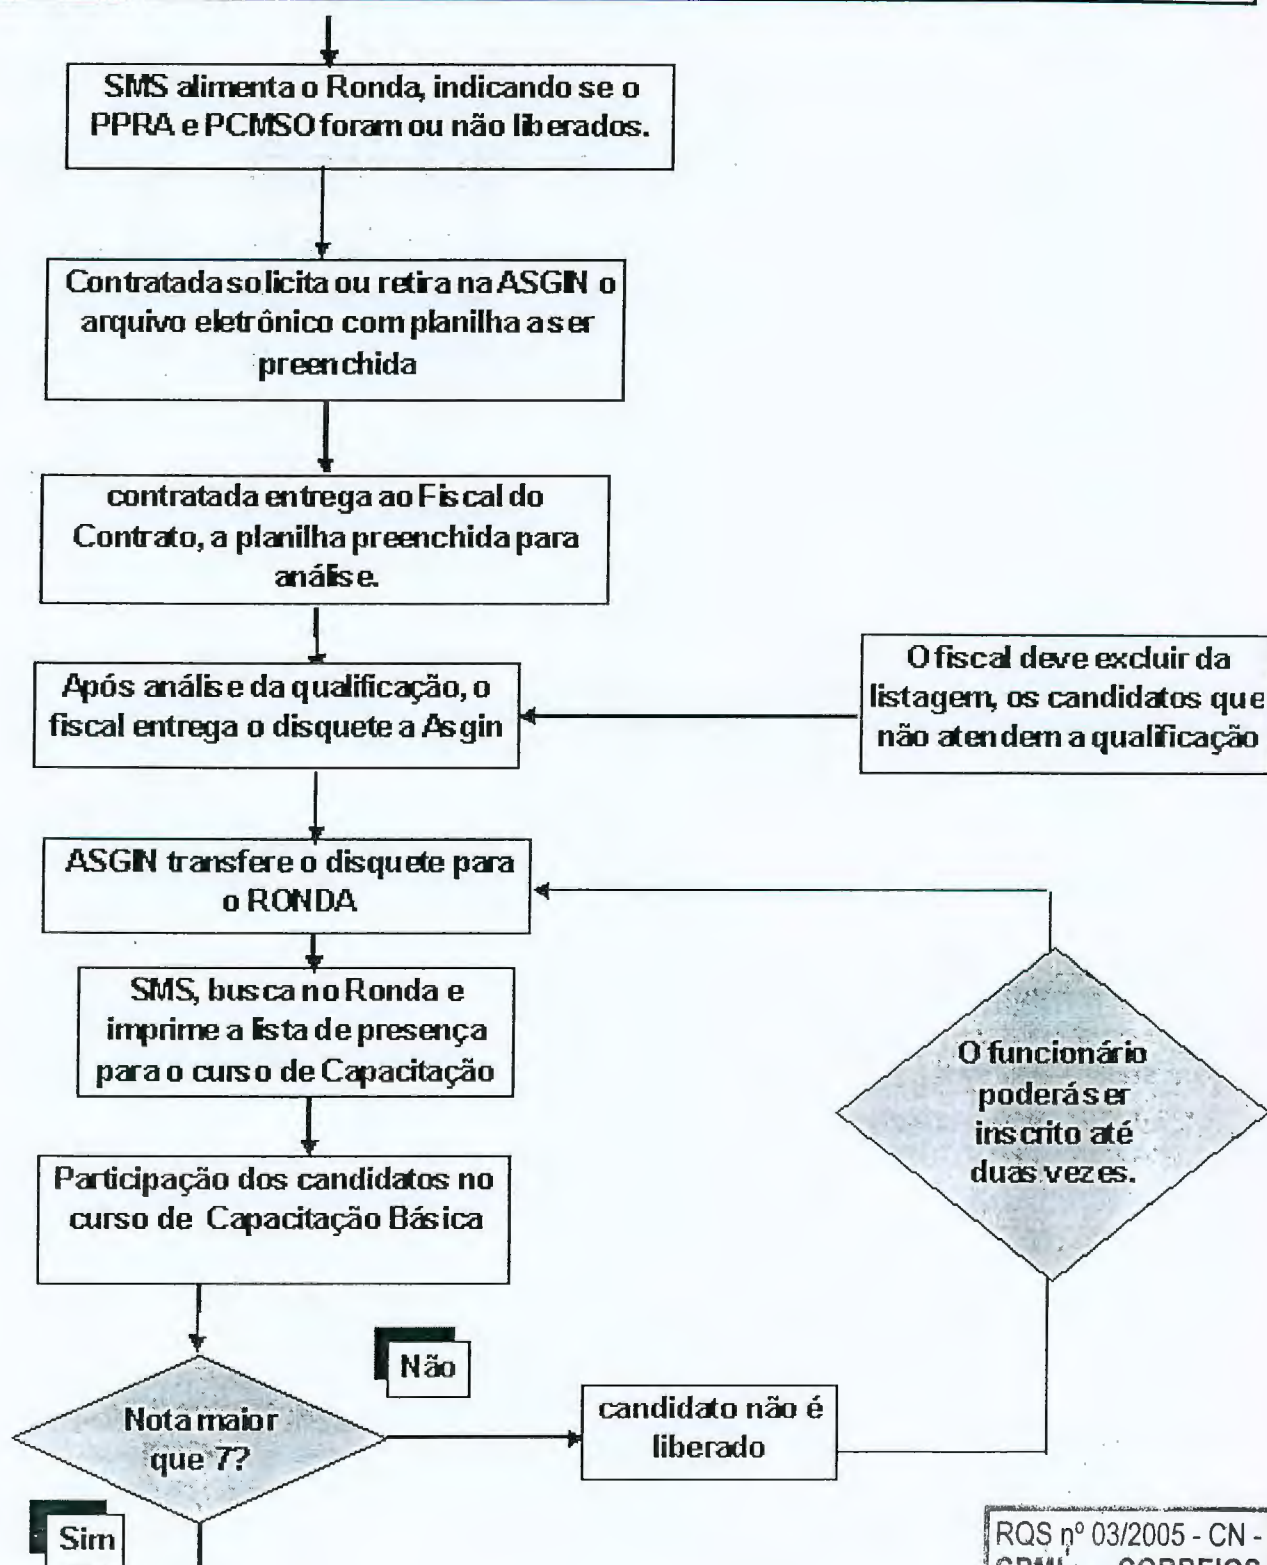 SMS alimenta o Ronda, indicando se o
PPRA e PCMSO foram ou não liberados.
Contratada solicita ou retira na ASGIN o
arquivo eletrônico com planilha a ser
preenchida
contratada entrega ao Fiscal do
Contrato, a planilha preenchida para
análise.
Após análise da qualificação, o
fiscal entrega o disquete a Asgin
O fiscal deve excluir da
listagem, os candidatos que
não atendem a qualificação
ASGIN transfere o disquete para
o RONDA
SMS, busca no Ronda e
imprime a lista de presença
para o curso de Capacitação
O funcionário
poderá ser
inscrito até
duas vezes.
Participação dos candidatos no
curso de Capacitação Básica
Não
Nota maior
que 7?
candidato não é
liberado
Sim
RQS nº 03/2005 - CN -
CPMI - CORREIOS